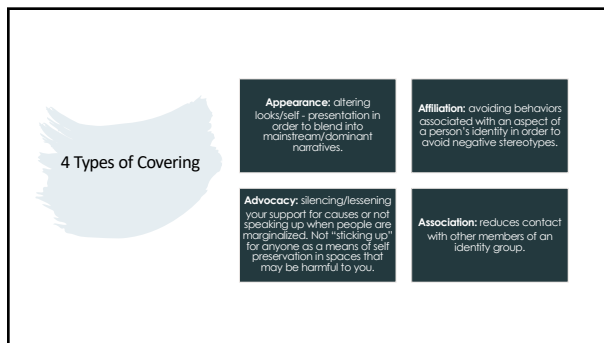 4 Types of Covering
Appearance: altering
looks/self - presentation in
order to blend into
mainstream/dominant
narratives.
Affiliation: avoiding behaviors
associated with an aspect of
a person's identity in order to
avoid negative stereotypes.
Advocacy: silencing/lessening
your support for causes or not
speaking up when people are
marginalized. Not "sticking up"
for anyone as a means of self
preservation in spaces that
may be harmful to you.
Association: reduces contact
with other members of an
identity group.